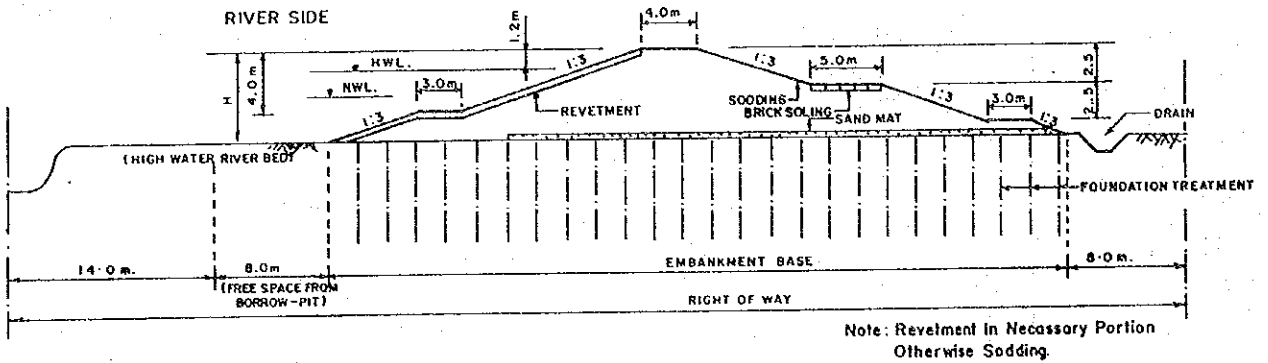 RIVER SIDE
1.2m
4.0m
HWL.
1:3
1:3
5.0m
2.5
H
4.0m
NWL.
3.0m
SOODING
BRICK SOLING
1:3
2.5
3.0m
1:3
REVETMENT
SAND MAT
1:3
DRAIN
(HIGH WATER RIVER BED)
FOUNDATION TREATMENT
14.0 m.
8.0m
EMBANKMENT BASE
8.0m.
(FREE SPACE FROM
BORROW-PIT)
RIGHT OF WAY
Note: Revetment In Necassary Portion
Otherwise Sodding.